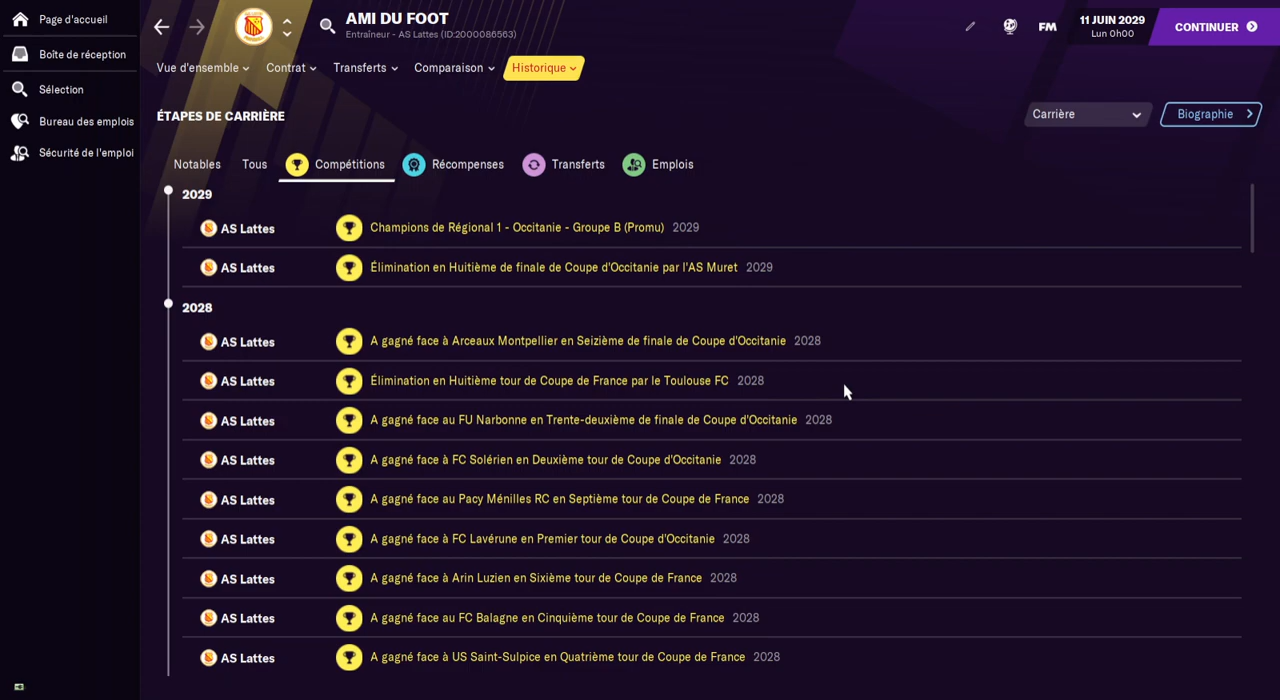 Page d'accueil
Boîte de réception
Sélection
Bureau des emplois
Sécurité de l'emploi
AMI DU FOOT
Entraîneur - AS Lattes (ID:2000086563)
FM
11 JUIN 2029
Lun 0h00
CONTINUER
Vue d'ensemble
Contrat
Transferts
Comparaison
Historique
ÉTAPES DE CARRIÈRE
Carrière
Biographie
Notables
Tous
Compétitions
Récompenses
Transferts
Emplois
2029
AS Lattes Champions de Régional 1 - Occitanie - Groupe B (Promu) 2029
AS Lattes Élimination en Huitième de finale de Coupe d'Occitanie par l'AS Muret 2029
2028
AS Lattes A gagné face à Arceaux Montpellier en Seizième de finale de Coupe d'Occitanie 2028
AS Lattes Élimination en Huitième tour de Coupe de France par le Toulouse FC 2028
AS Lattes A gagné face au FU Narbonne en Trente-deuxième de finale de Coupe d'Occitanie 2028
AS Lattes A gagné face à FC Solérien en Deuxième tour de Coupe d'Occitanie 2028
AS Lattes A gagné face au Pacy Ménilles RC en Septième tour de Coupe de France 2028
AS Lattes A gagné face à FC Lavérune en Premier tour de Coupe d'Occitanie 2028
AS Lattes A gagné face à Arin Luzien en Sixième tour de Coupe de France 2028
AS Lattes A gagné face au FC Balagne en Cinquième tour de Coupe de France 2028
AS Lattes A gagné face à US Saint-Sulpice en Quatrième tour de Coupe de France 2028